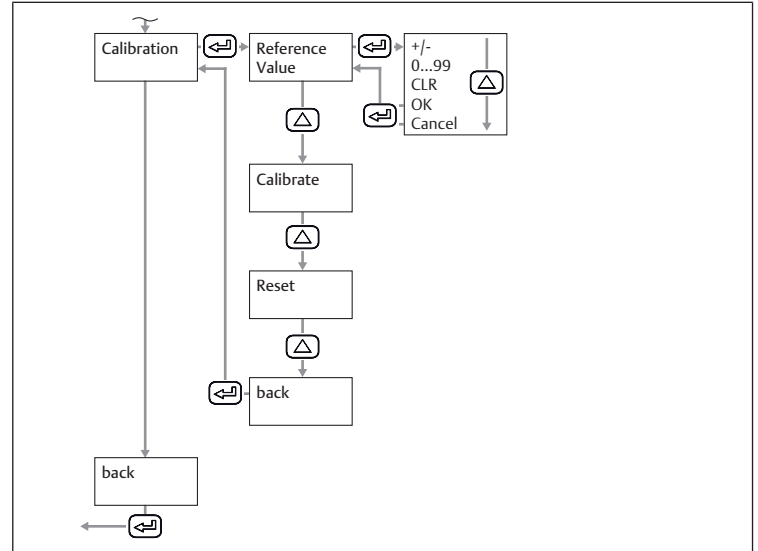 Calibration
Reference
Value
+/-
0...99
CLR
OK
Cancel
Calibrate
Reset
back
back